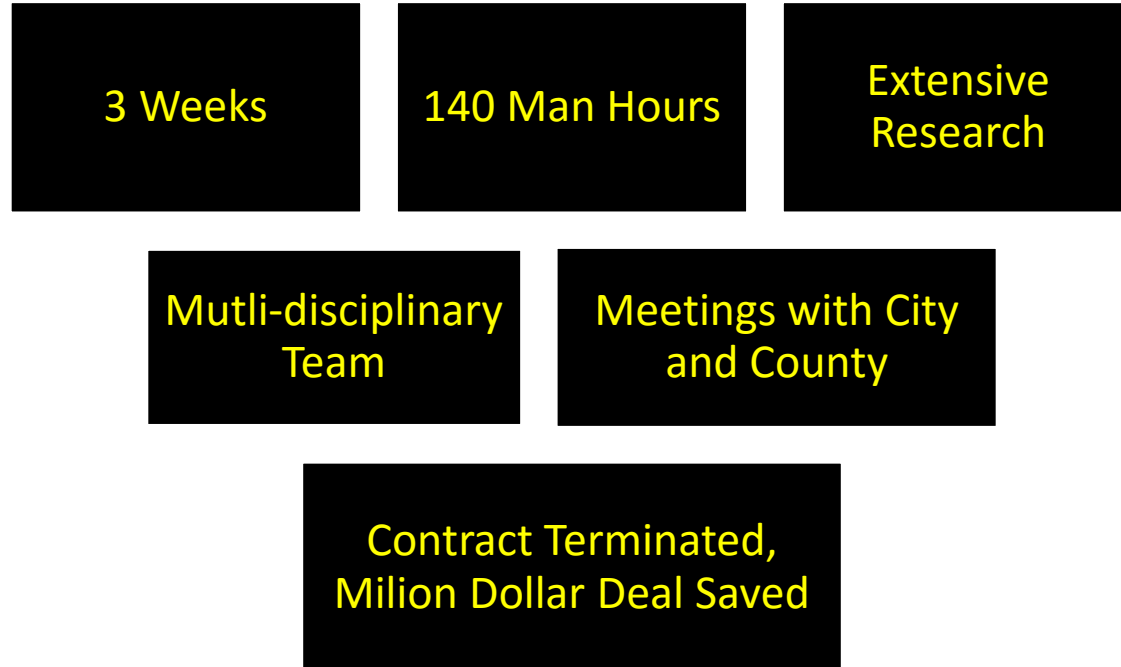 3 Weeks
140 Man Hours
Extensive
Research
Mutli-disciplinary
Team
Meetings with City
and County
Contract Terminated,
Milion Dollar Deal Saved